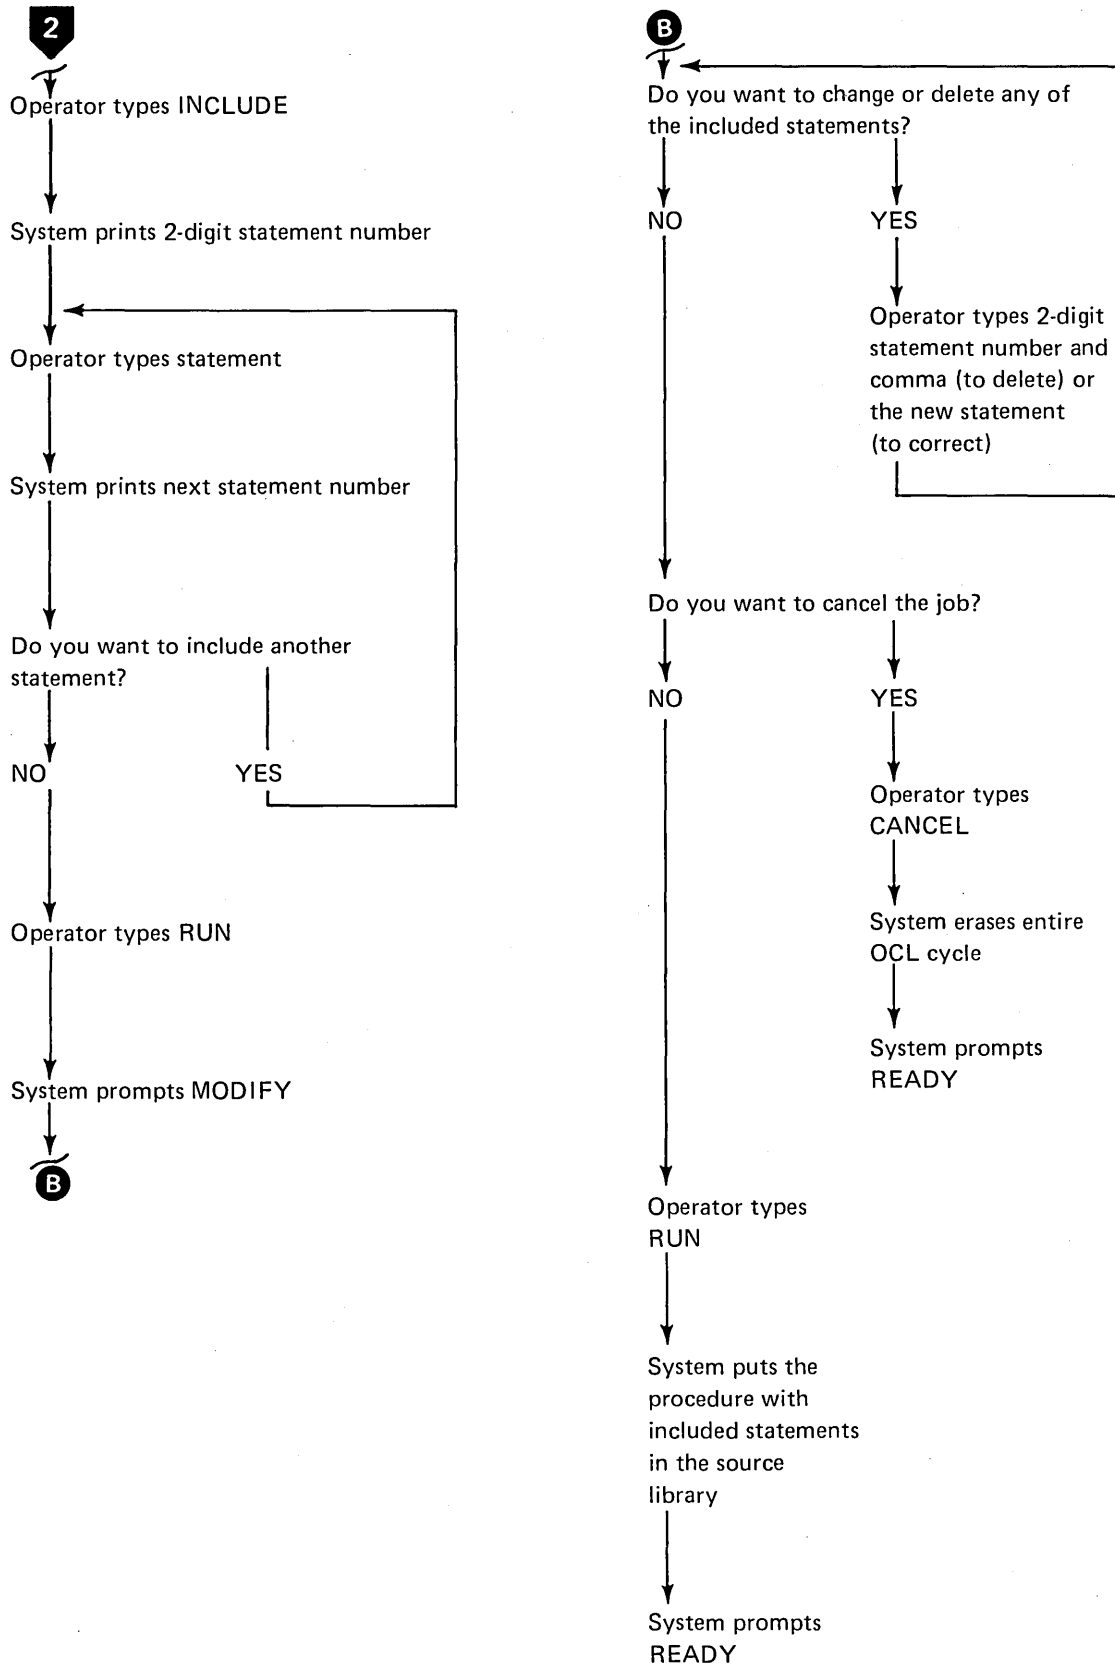 2
Operator types INCLUDE
System prints 2-digit statement number
Operator types statement
System prints next statement number
Do you want to include another
statement?
NO
YES
Operator types RUN
System prompts MODIFY
B
B
Do you want to change or delete any of
the included statements?
NO
YES
Operator types 2-digit
statement number and
comma (to delete) or
the new statement
(to correct)
Do you want to cancel the job?
NO
YES
Operator types
CANCEL
System erases entire
OCL cycle
System prompts
READY
Operator types
RUN
System puts the
procedure with
included statements
in the source
library
System prompts
READY